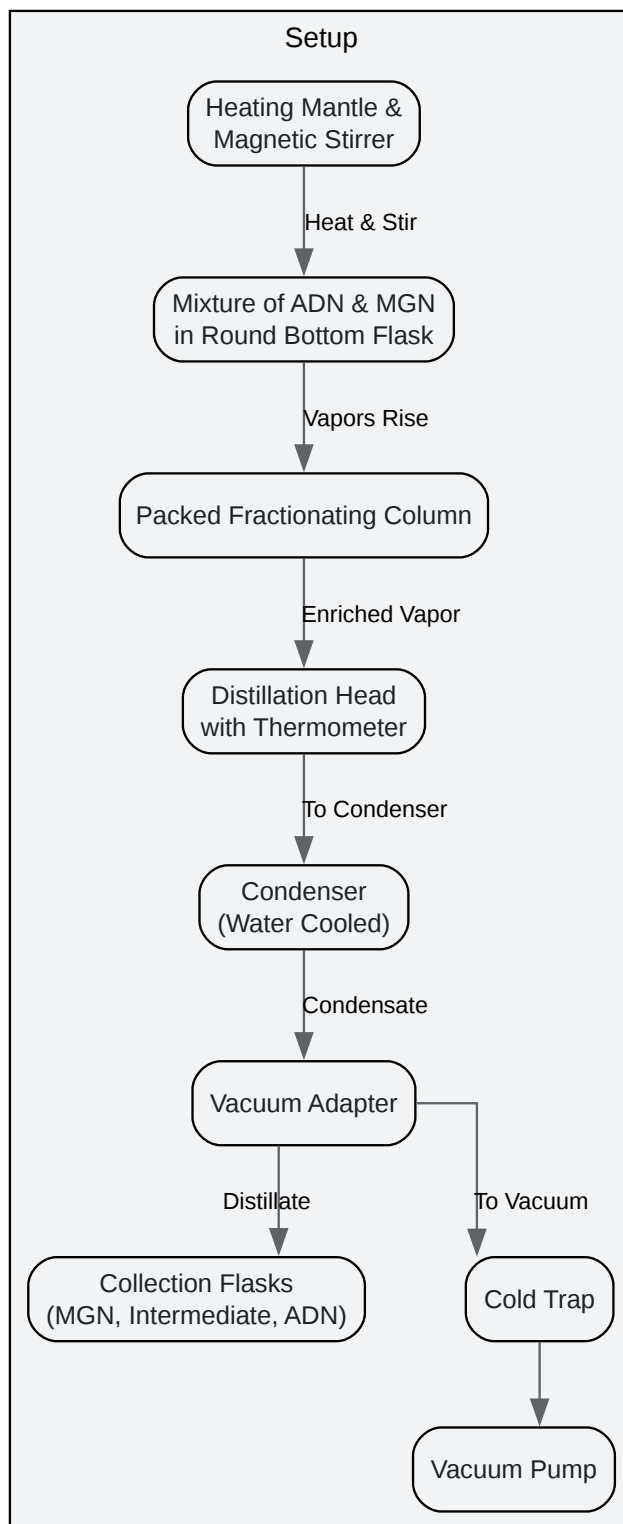 Setup
Heating Mantle &
Magnetic Stirrer
Heat & Stir
Mixture of ADN & MGN
in Round Bottom Flask
Vapors Rise
Packed Fractionating Column
Enriched Vapor
Distillation Head
with Thermometer
To Condenser
Condenser
(Water Cooled)
Condensate
Vacuum Adapter
Distillate
To Vacuum
Collection Flasks
(MGN, Intermediate, ADN)
Cold Trap
Vacuum Pump